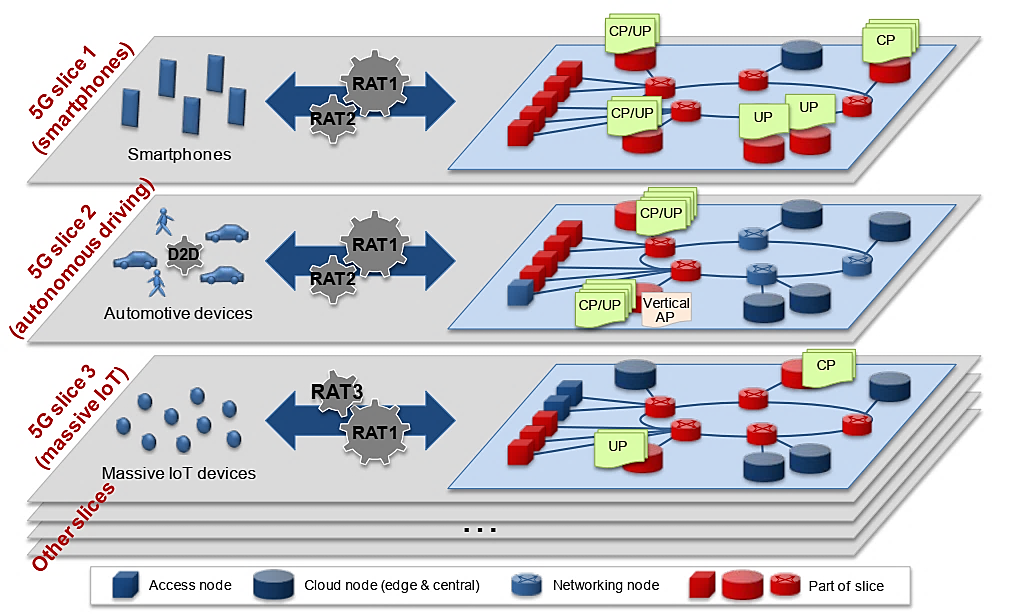 5G slice 1
(smartphones)
Smartphones
RAT1
RAT2
CP/UP
CP
CP/UP
UP
UP
5G slice 2
(autonomous driving)
D2D
Automotive devices
RAT1
RAT2
CP/UP
CP/UP
Vertical
AP
5G slice 3
(massive IoT)
Massive IoT devices
RAT3
RAT1
CP
UP
Other slices
...
Access node
Cloud node (edge & central)
Networking node
Part of slice